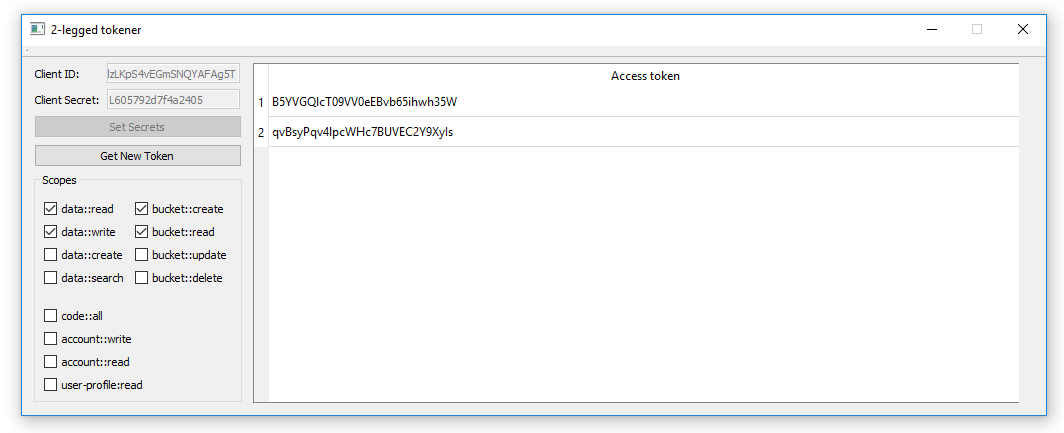 2-legged tokener
Client ID: lzLKpS4vEGmSNQYAFAg5T
Client Secret: L605792d7f4a2405
Set Secrets
Get New Token
Scopes
data::read bucket::create
data::write bucket::read
data::create bucket::update
data::search bucket::delete
code::all
account::write
account::read
user-profile:read
Access token
1 B5YVGQIcT09VV0eEBvb65ihwh35W
2 qvBsyPqv4IpcWHc7BUVEC2Y9XyIs